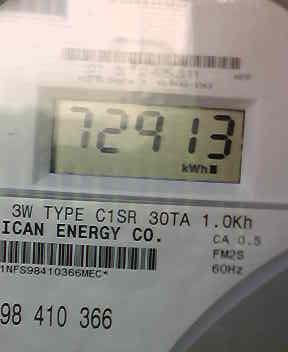 72913
kWh
3W TYPE C1SR 30TA 1.0Kh
ICAN ENERGY CO.
CA 0.5
FM2S
1NFS98410366MEC*
60Hz
98 410 366